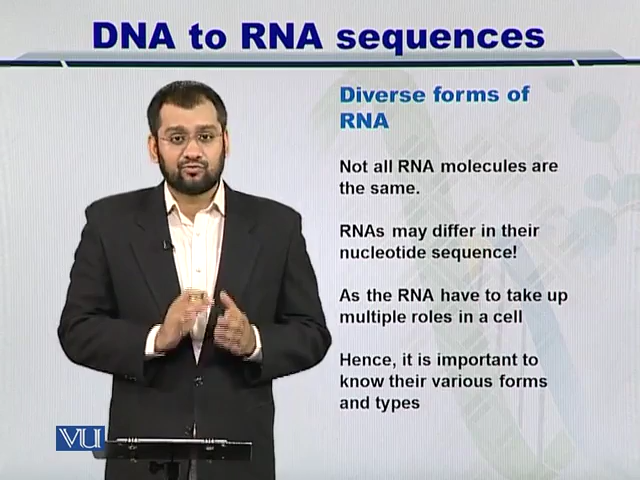 DNA to RNA sequences
Diverse forms of
RNA
Not all RNA molecules are
the same.
RNAs may differ in their
nucleotide sequence!
As the RNA have to take up
multiple roles in a cell
Hence, it is important to
know their various forms
and types
VU